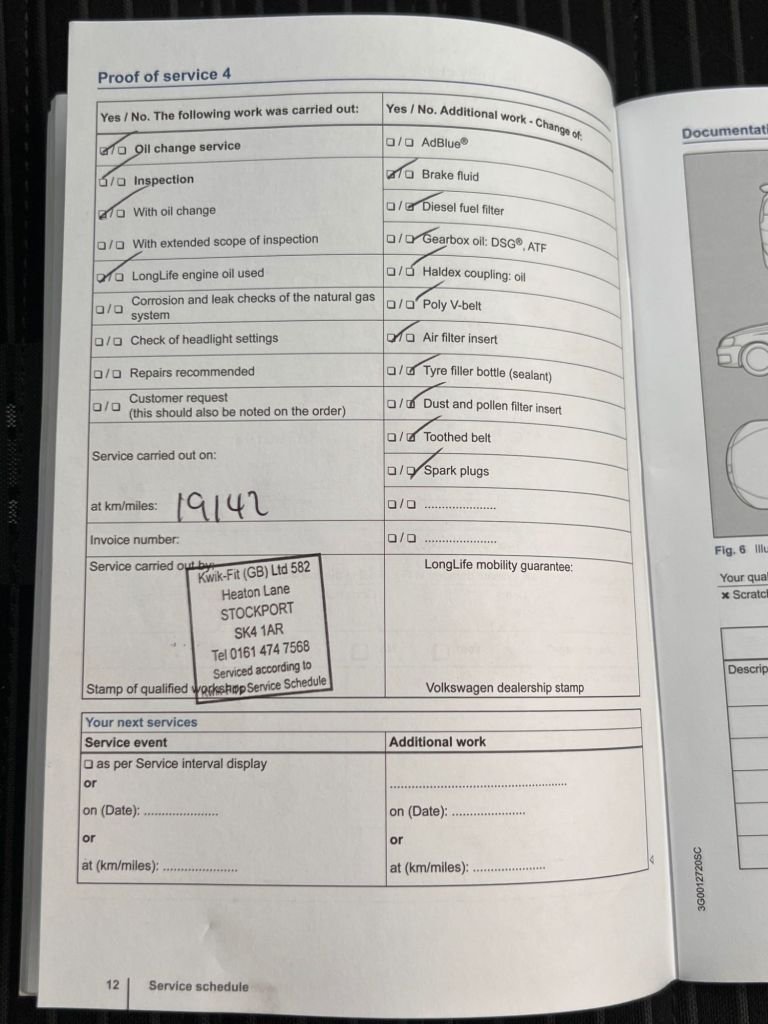 Proof of service 4
Yes / No. The following work was carried out:
☑/☐ Oil change service
☑/☐ Inspection
☑/☐ With oil change
☐/☐ With extended scope of inspection
☑/☐ LongLife engine oil used
☐/☐ Corrosion and leak checks of the natural gas
system
☐/☐ Check of headlight settings
☐/☐ Repairs recommended
☐/☐ Customer request
(this should also be noted on the order)
Service carried out on:
at km/miles: 19142
Invoice number:
Service carried out by:
Kwik-Fit (GB) Ltd 582
Heaton Lane
STOCKPORT
SK4 1AR
Tel 0161 474 7568
Serviced according to
Service Schedule
Stamp of qualified workshop
Yes / No. Additional work - Change of:
☐/☐ AdBlue®
☑/☐ Brake fluid
☐/☑ Diesel fuel filter
☐/☑ Gearbox oil: DSG®, ATF
☐/☑ Haldex coupling: oil
☐/☑ Poly V-belt
☑/☐ Air filter insert
☐/☑ Tyre filler bottle (sealant)
☐/☑ Dust and pollen filter insert
☐/☑ Toothed belt
☐/☑ Spark plugs
☐/☐ ....................
☐/☐ ....................
LongLife mobility guarantee:
Volkswagen dealership stamp
Your next services
Service event
☐ as per Service interval display
or
on (Date): ....................
or
at (km/miles): ....................
Additional work
..................................................
on (Date): ....................
or
at (km/miles): ....................
12
Service schedule
Documentati
Fig. 6 Illu
Your qual
✖ Scratch
Descrip
3G0012720SC